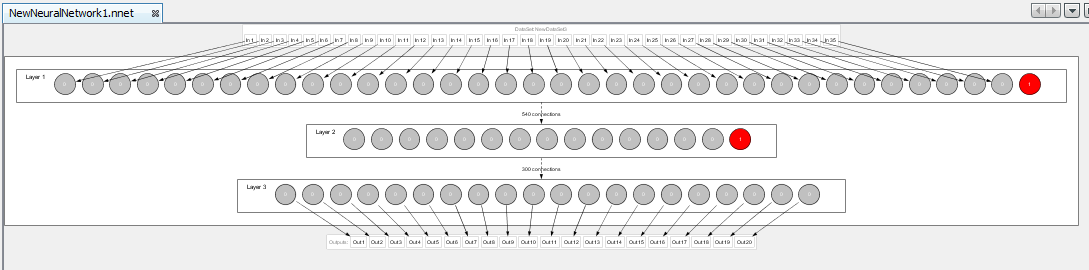 NewNeuralNetwork1.nnet
DataSet NewDataSet3
In 1 In 2 In 3 In 4 In 5 In 6 In 7 In 8 In 9 In 10 In 11 In 12 In 13 In 14 In 15 In 16 In 17 In 18 In 19 In 20 In 21 In 22 In 23 In 24 In 25 In 26 In 27 In 28 In 29 In 30 In 31 In 32 In 33 In 34 In 35
Layer 1
1
540 connections
Layer 2
1
300 connections
Layer 3
Outputs: Out1 Out2 Out3 Out4 Out5 Out6 Out7 Out8 Out9 Out10 Out11 Out12 Out13 Out14 Out15 Out16 Out17 Out18 Out19 Out20